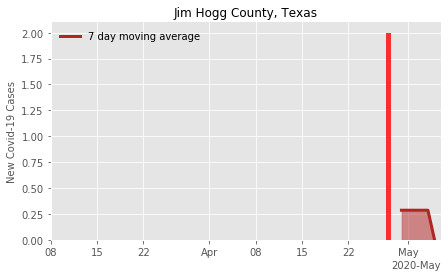 Jim Hogg County, Texas
7 day moving average
New Covid-19 Cases
2.00
1.75
1.50
1.25
1.00
0.75
0.50
0.25
0.00
08 15 22 Apr 08 15 22 May
2020-May